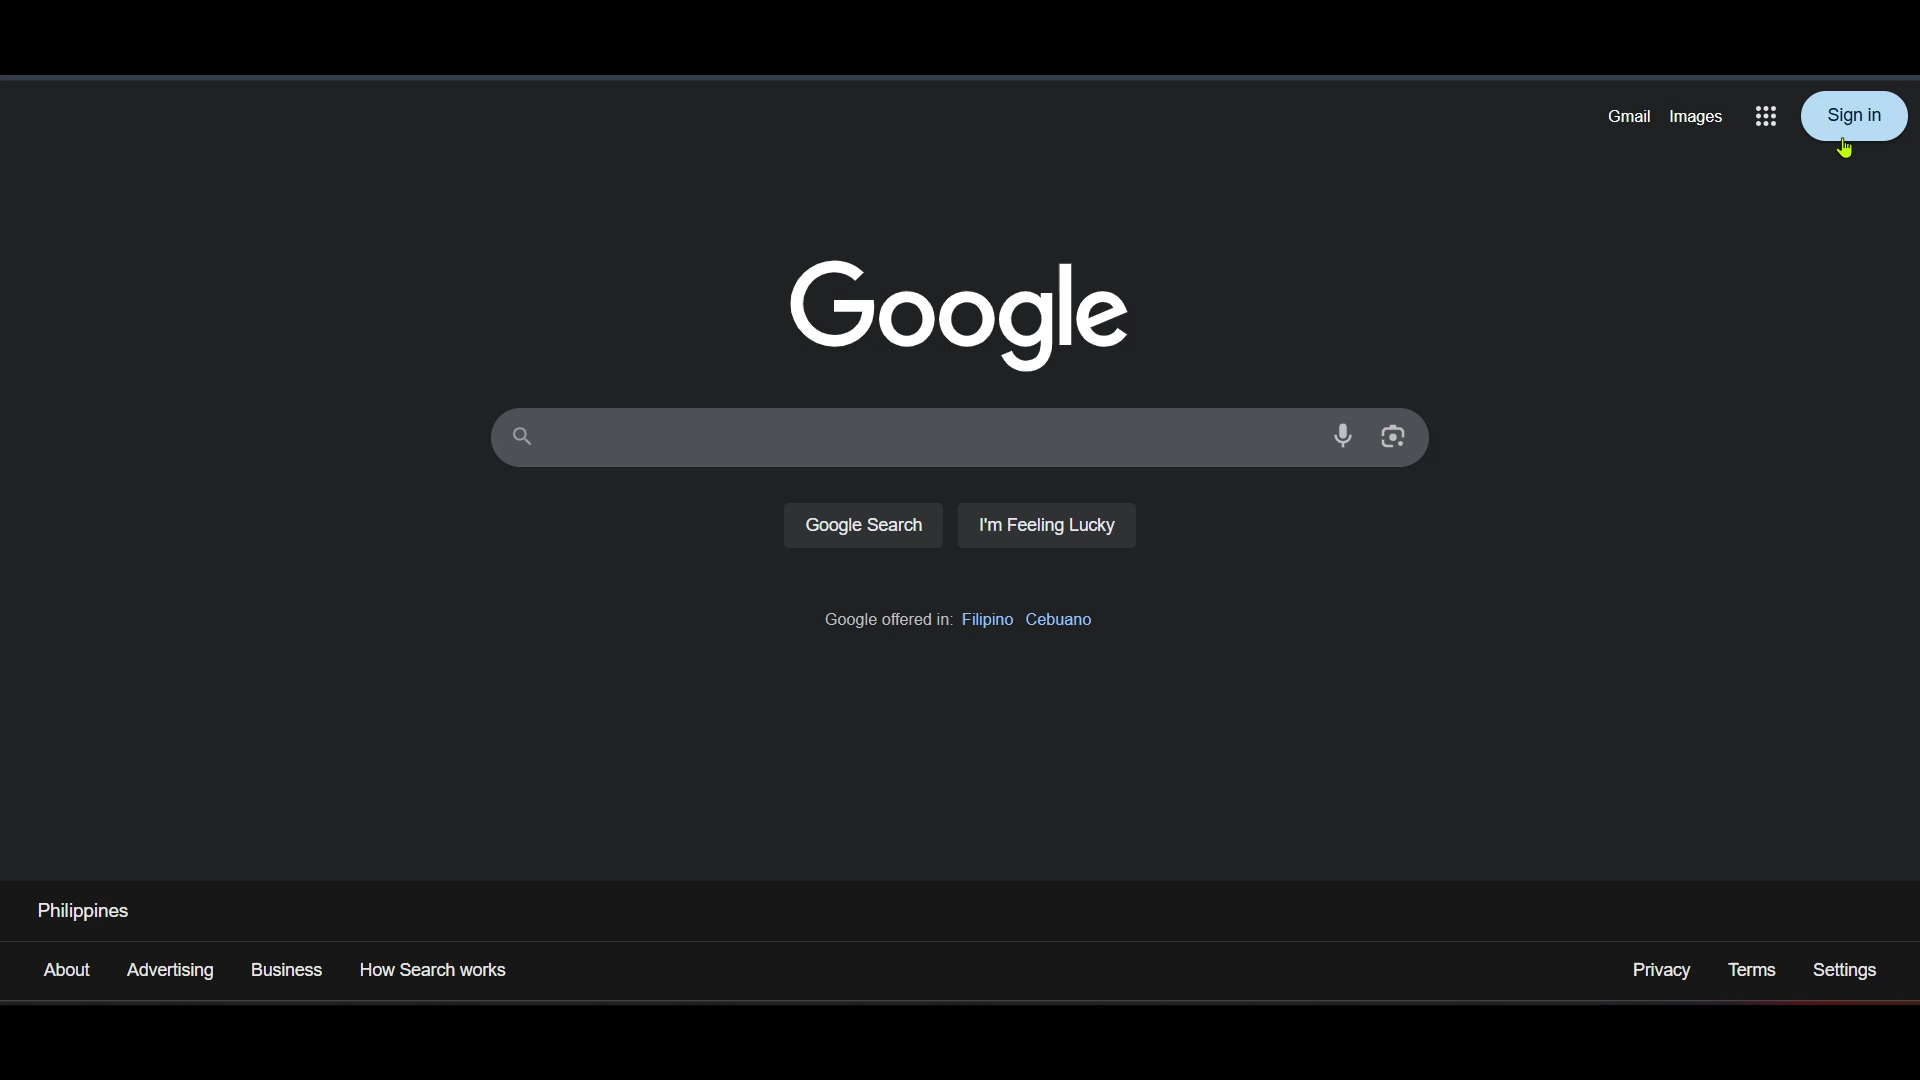 Gmail Images Sign in
Google
Google Search I'm Feeling Lucky
Google offered in: Filipino Cebuano
Philippines
About Advertising Business How Search works Privacy Terms Settings